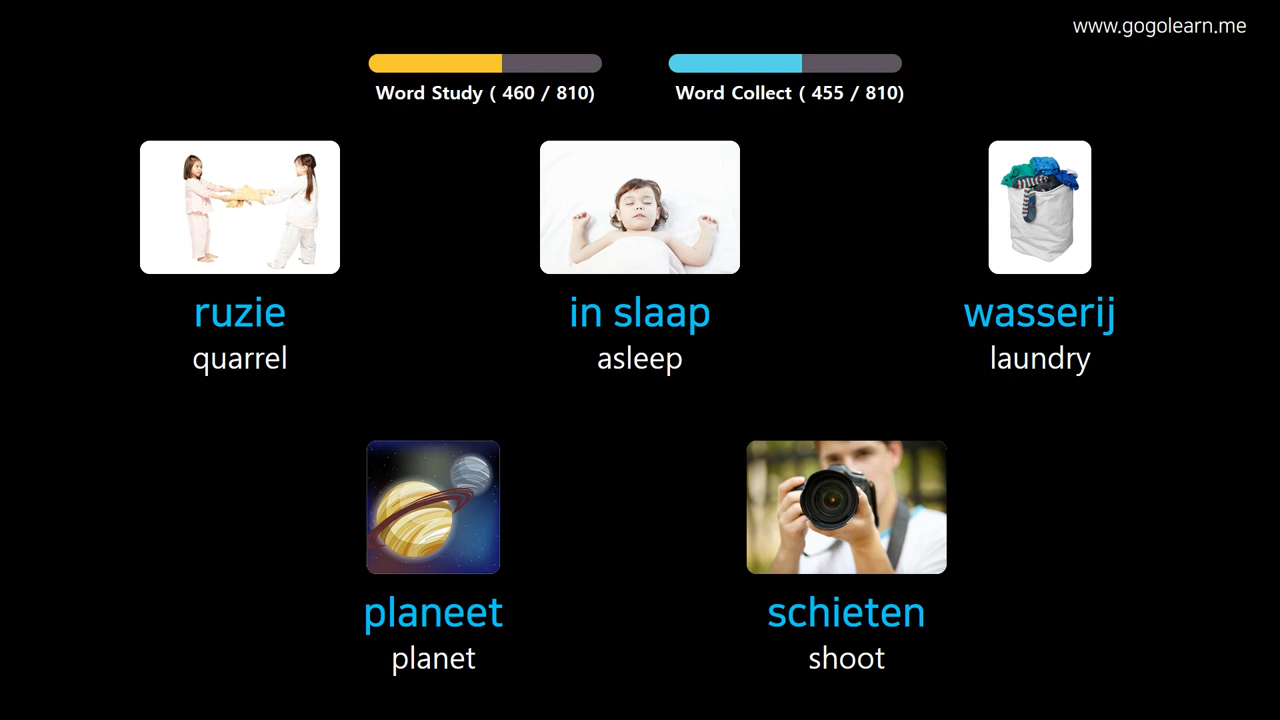 www.gogolearn.me
Word Study ( 460 / 810)
Word Collect ( 455 / 810)
ruzie
quarrel
in slaap
asleep
wasserij
laundry
planeet
planet
schieten
shoot